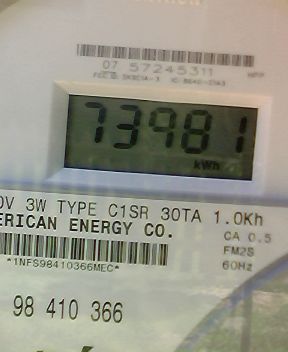 07 57245311
73981
kWh
0V 3W TYPE C1SR 30TA 1.0Kh
ERICAN ENERGY CO.
CA 0.5
FM2S
60Hz
*1NFS98410366MEC*
98 410 366